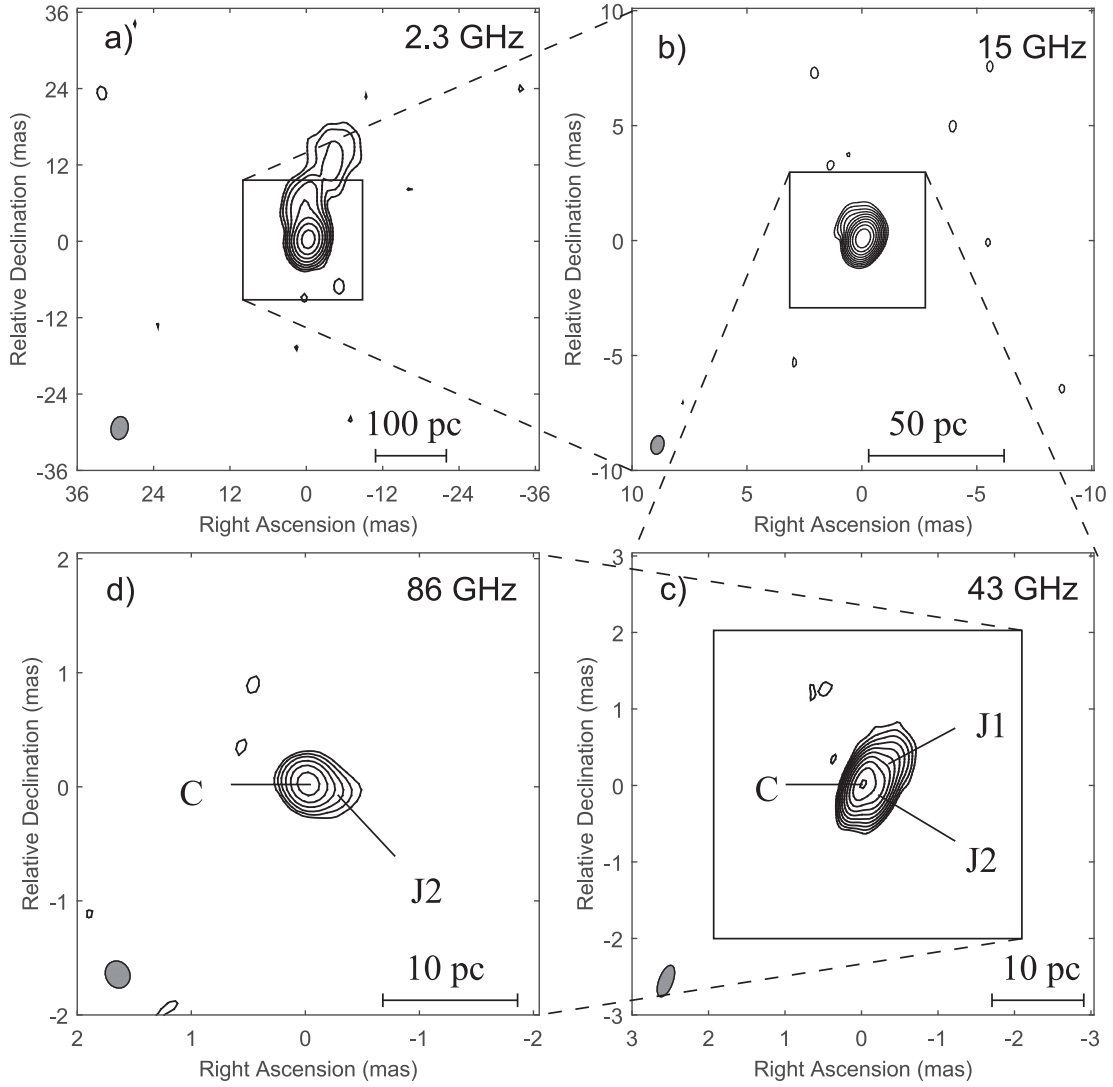 a)
2.3 GHz
36
24
12
0
-12
-24
-36
Relative Declination (mas)
100 pc
36
24
12
0
-12
-24
-36
Right Ascension (mas)
b)
15 GHz
10
5
0
-5
-10
Relative Declination (mas)
50 pc
10
5
0
-5
-10
Right Ascension (mas)
d)
86 GHz
2
1
0
-1
-2
Relative Declination (mas)
C
J2
10 pc
2
1
0
-1
-2
Right Ascension (mas)
c)
43 GHz
3
2
1
0
-1
-2
-3
Relative Declination (mas)
J1
C
J2
10 pc
3
2
1
0
-1
-2
-3
Right Ascension (mas)